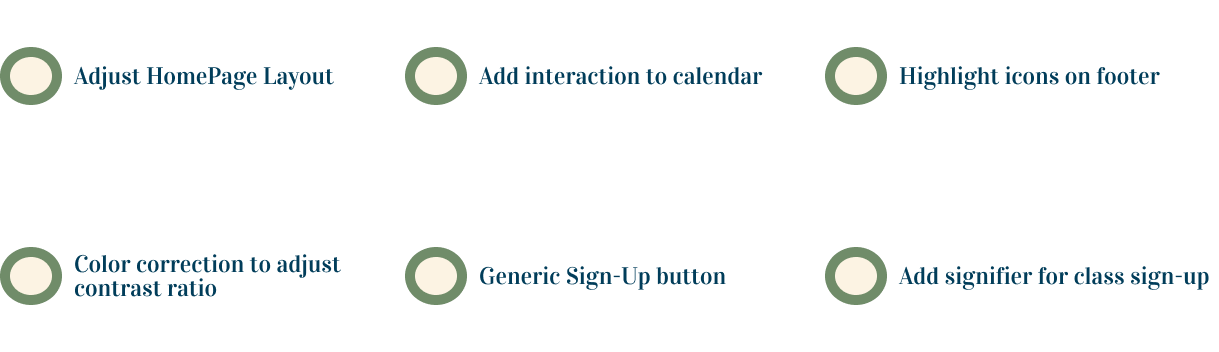 Adjust HomePage Layout
Add interaction to calendar
Highlight icons on footer
Color correction to adjust
contrast ratio
Generic Sign-Up button
Add signifier for class sign-up